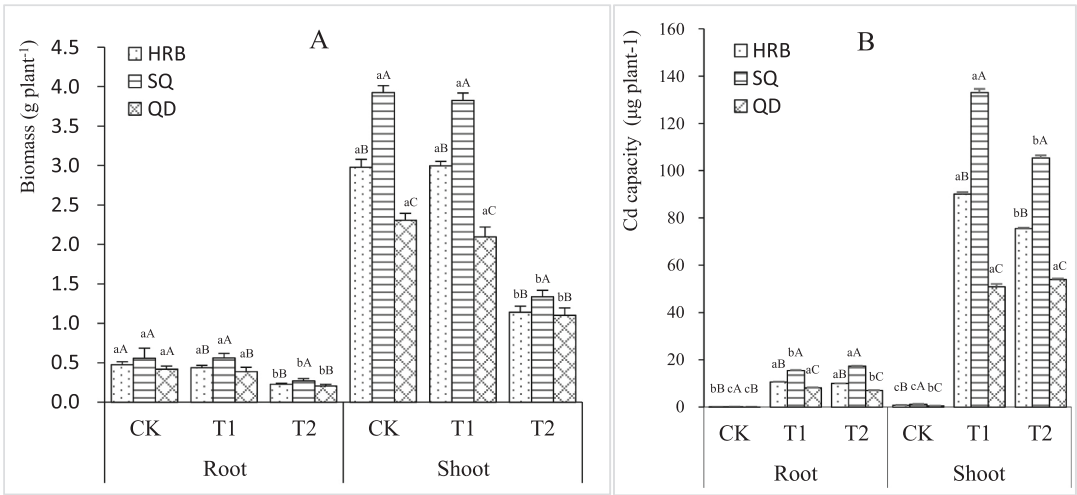 A
Biomass (g plant-1)
HRB
SQ
QD
4.5
4.0
3.5
3.0
2.5
2.0
1.5
1.0
0.5
0.0
aA aA aA
aB aA aB
bB bA bB
aB aA aC
aB aA aC
bB bA bB
CK T1 T2 CK T1 T2
Root Shoot
B
Cd capacity (µg plant-1)
HRB
SQ
QD
160
140
120
100
80
60
40
20
0
bB cA cB
aB bA aC
aB aA bC
cB cA bC
aB aA aC
bB bA aC
CK T1 T2 CK T1 T2
Root Shoot